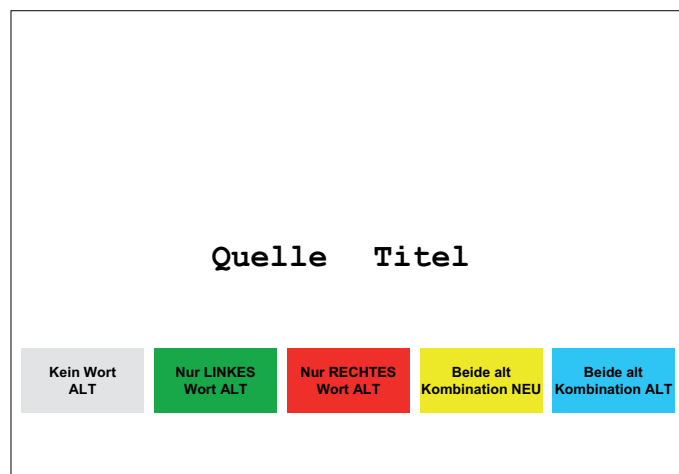 Quelle Titel
Kein Wort
ALT
Nur LINKES
Wort ALT
Nur RECHTES
Wort ALT
Beide alt
Kombination NEU
Beide alt
Kombination ALT